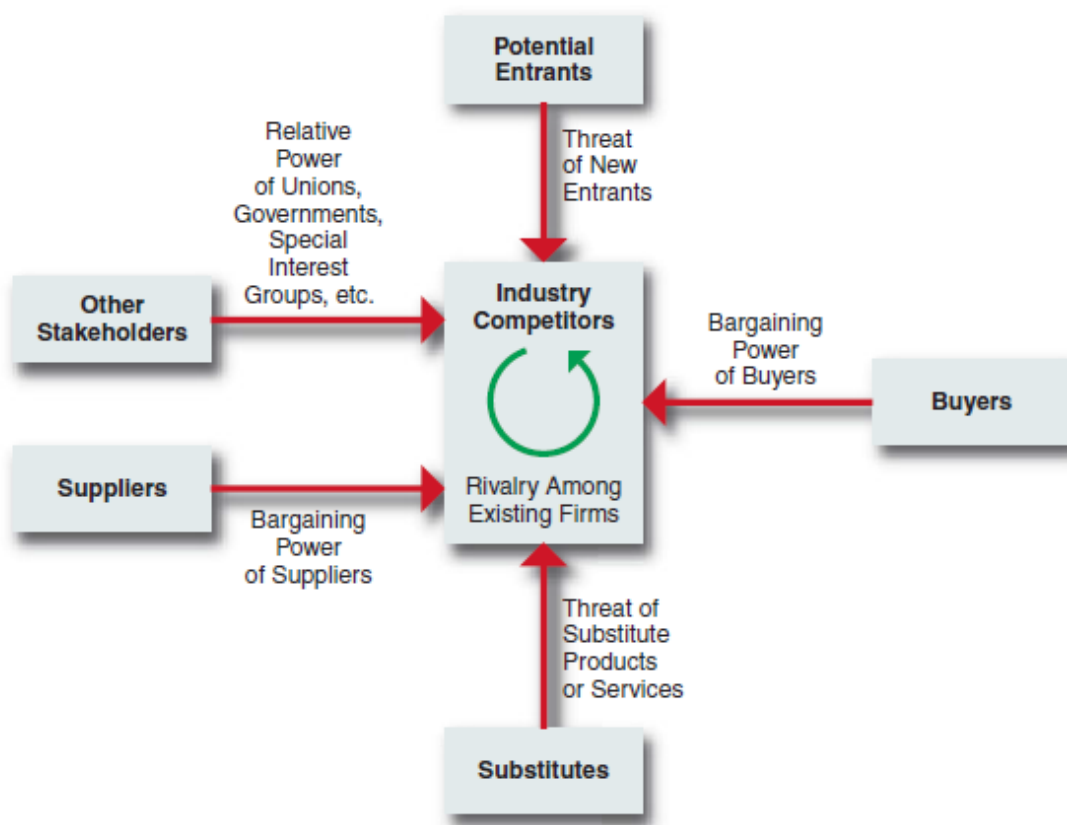 Potential
Entrants
Threat
of New
Entrants
Relative
Power
of Unions,
Governments,
Special
Interest
Groups, etc.
Other
Stakeholders
Industry
Competitors
Rivalry Among
Existing Firms
Bargaining
Power
of Buyers
Buyers
Suppliers
Bargaining
Power
of Suppliers
Threat of
Substitute
Products
or Services
Substitutes